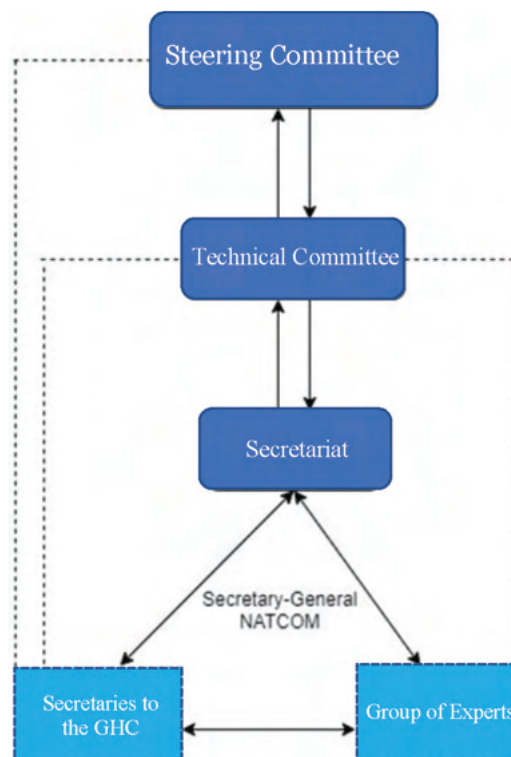 Steering Committee
Technical Committee
Secretariat
Secretary-General
NATCOM
Secretaries to
the GHC
Group of Experts